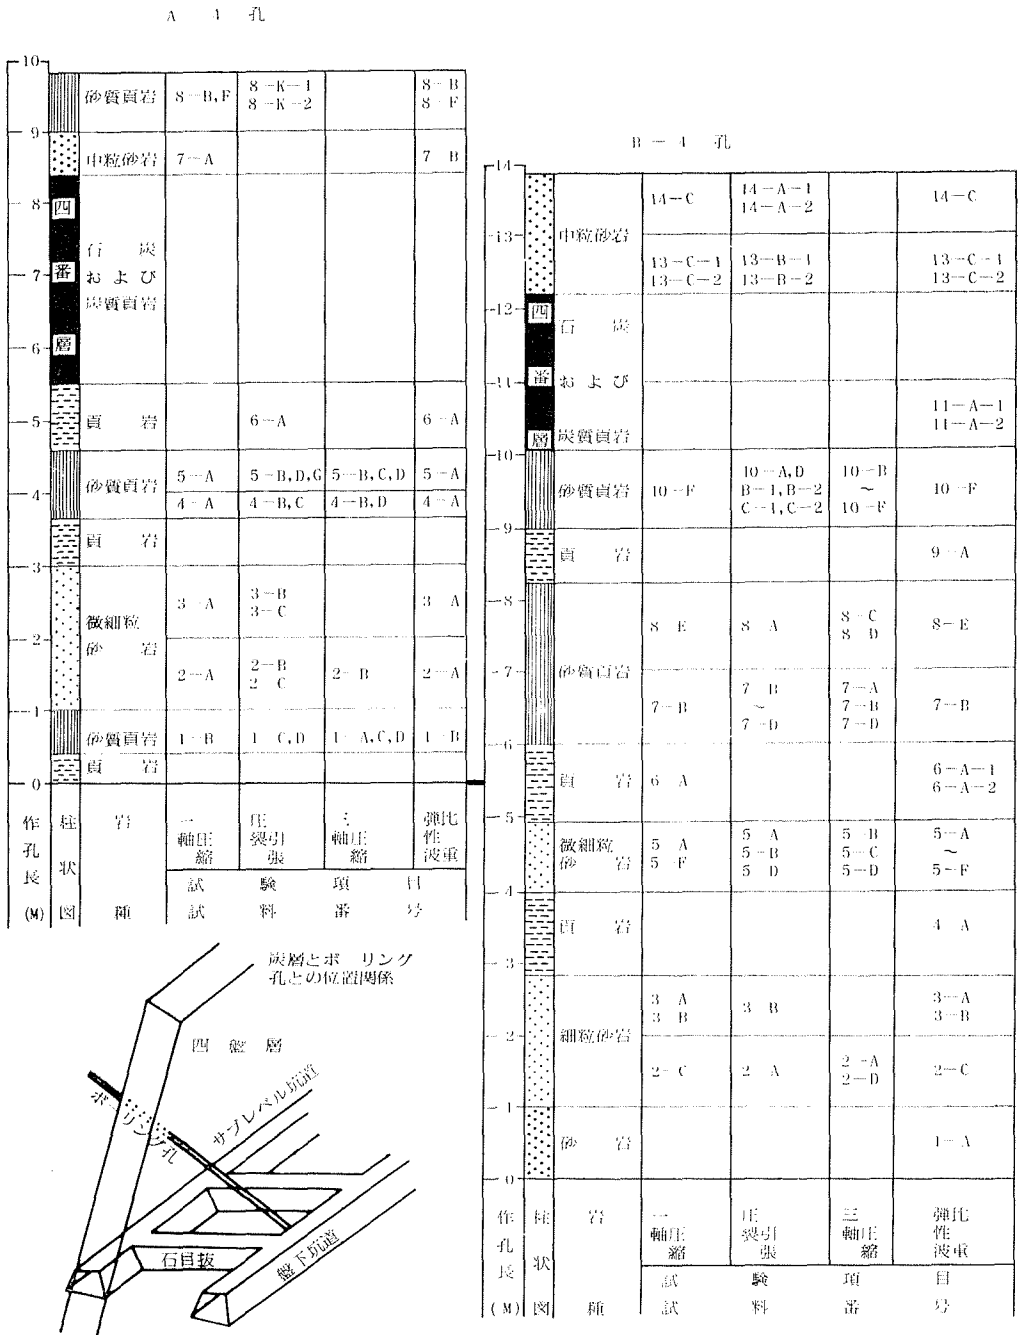 A 4 孔
10
砂質頁岩 8-B,F 8-K-1 8-B
8-K-2 8-F
9
中粒砂岩 7-A 7 B
8
四
番
層
石 炭
および
炭質頁岩
7
6
頁 岩 6-A 6-A
5
砂質頁岩 5-A 5-B,D,G 5-B,C,D 5-A
4-A 4-B,C 4-B,D 4-A
4
頁 岩
3
微細粒
砂 岩
3-A 3-B 3 A
3-C
2
2-A 2-B 2-B 2-A
2 C
1
砂質頁岩 1-B 1-C,D 1-A,C,D 1-B
頁 岩
0
作孔長 (M)
柱状図
岩種
一軸圧縮
圧裂引張
三軸圧縮
弾性波 比重
試験項目
試料番号
B-4 孔
14
中粒砂岩
14-C 14-A-1 14-C
14-A-2
13
13-C-1 13-B-1 13-C-1
13-C-2 13-B-2 13-C-2
12
四
番
層
石 炭
および
炭質頁岩
11
11-A-1
11-A-2
10
砂質頁岩 10-F 10-A,D 10-B 10-F
B-1,B-2 ~
C-1,C-2 10-F
9
頁 岩 9-A
8
砂質頁岩
8 E 8 A 8-C 8-E
8 D
7
7-B 7 B 7-A 7-B
~ 7-B
7-D 7-D
6
頁 岩 6 A 6-A-1
6-A-2
5
微細粒
砂 岩
5 A 5 A 5 B 5-A
5-F 5-B 5-C ~
5 D 5-D 5-F
4
頁 岩 4 A
3
細粒砂岩
3 A 3 B 3-A
3 B 3-B
2
2-C 2 A 2-A 2-C
2-D
1
砂 岩 1-A
0
作孔長 (M)
柱状図
岩種
一軸圧縮
圧裂引張
三軸圧縮
弾性波 比重
試験項目
試料番号
炭層とボーリング
孔との位置関係
四盤層
ボーリング孔
サブレベル坑道
石目抜
盤下坑道